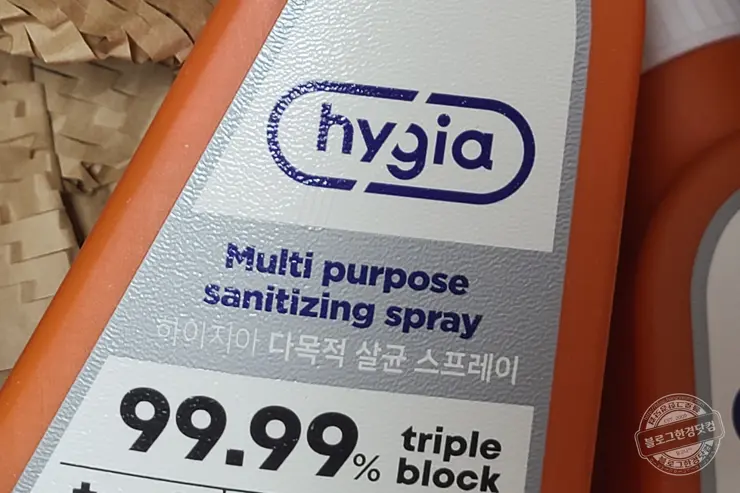 hygia
Multi purpose
sanitizing spray
하이지아 다목적 살균 스프레이
99.99% triple
block
블로그한경닷컴